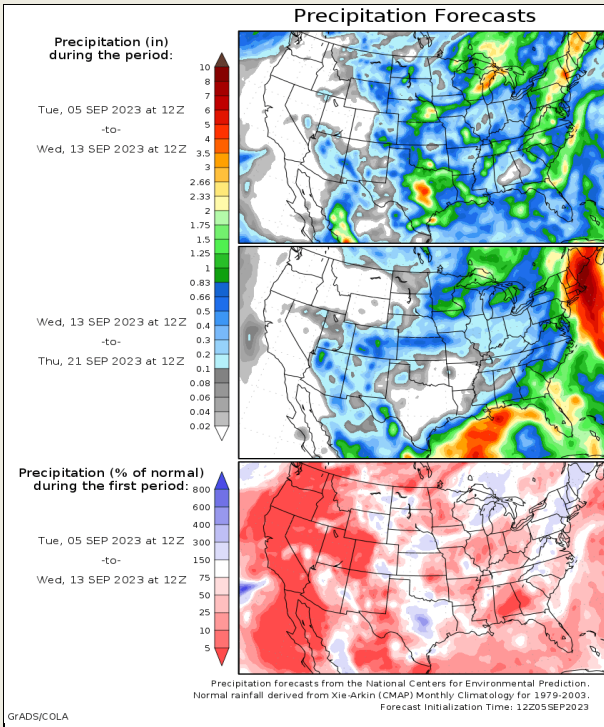 Precipitation Forecasts
Precipitation (in)
during the period:
Tue, 05 SEP 2023 at 12Z
-to-
Wed, 13 SEP 2023 at 12Z
Wed, 13 SEP 2023 at 12Z
-to-
Thu, 21 SEP 2023 at 12Z
10
8
7
6
5
4
3.5
3
2.66
2.33
2
1.75
1.5
1.25
1
0.83
0.66
0.5
0.4
0.3
0.2
0.1
0.08
0.06
0.04
0.02
Precipitation (% of normal)
during the first period:
Tue, 05 SEP 2023 at 12Z
-to-
Wed, 13 SEP 2023 at 12Z
800
600
400
300
150
75
50
25
10
5
Precipitation forecasts from the National Centers for Environmental Prediction.
Normal rainfall derived from Xie-Arkin (CMAP) Monthly Climatology for 1979-2003.
Forecast Initialization Time: 12Z05SEP2023
GrADS/COLA